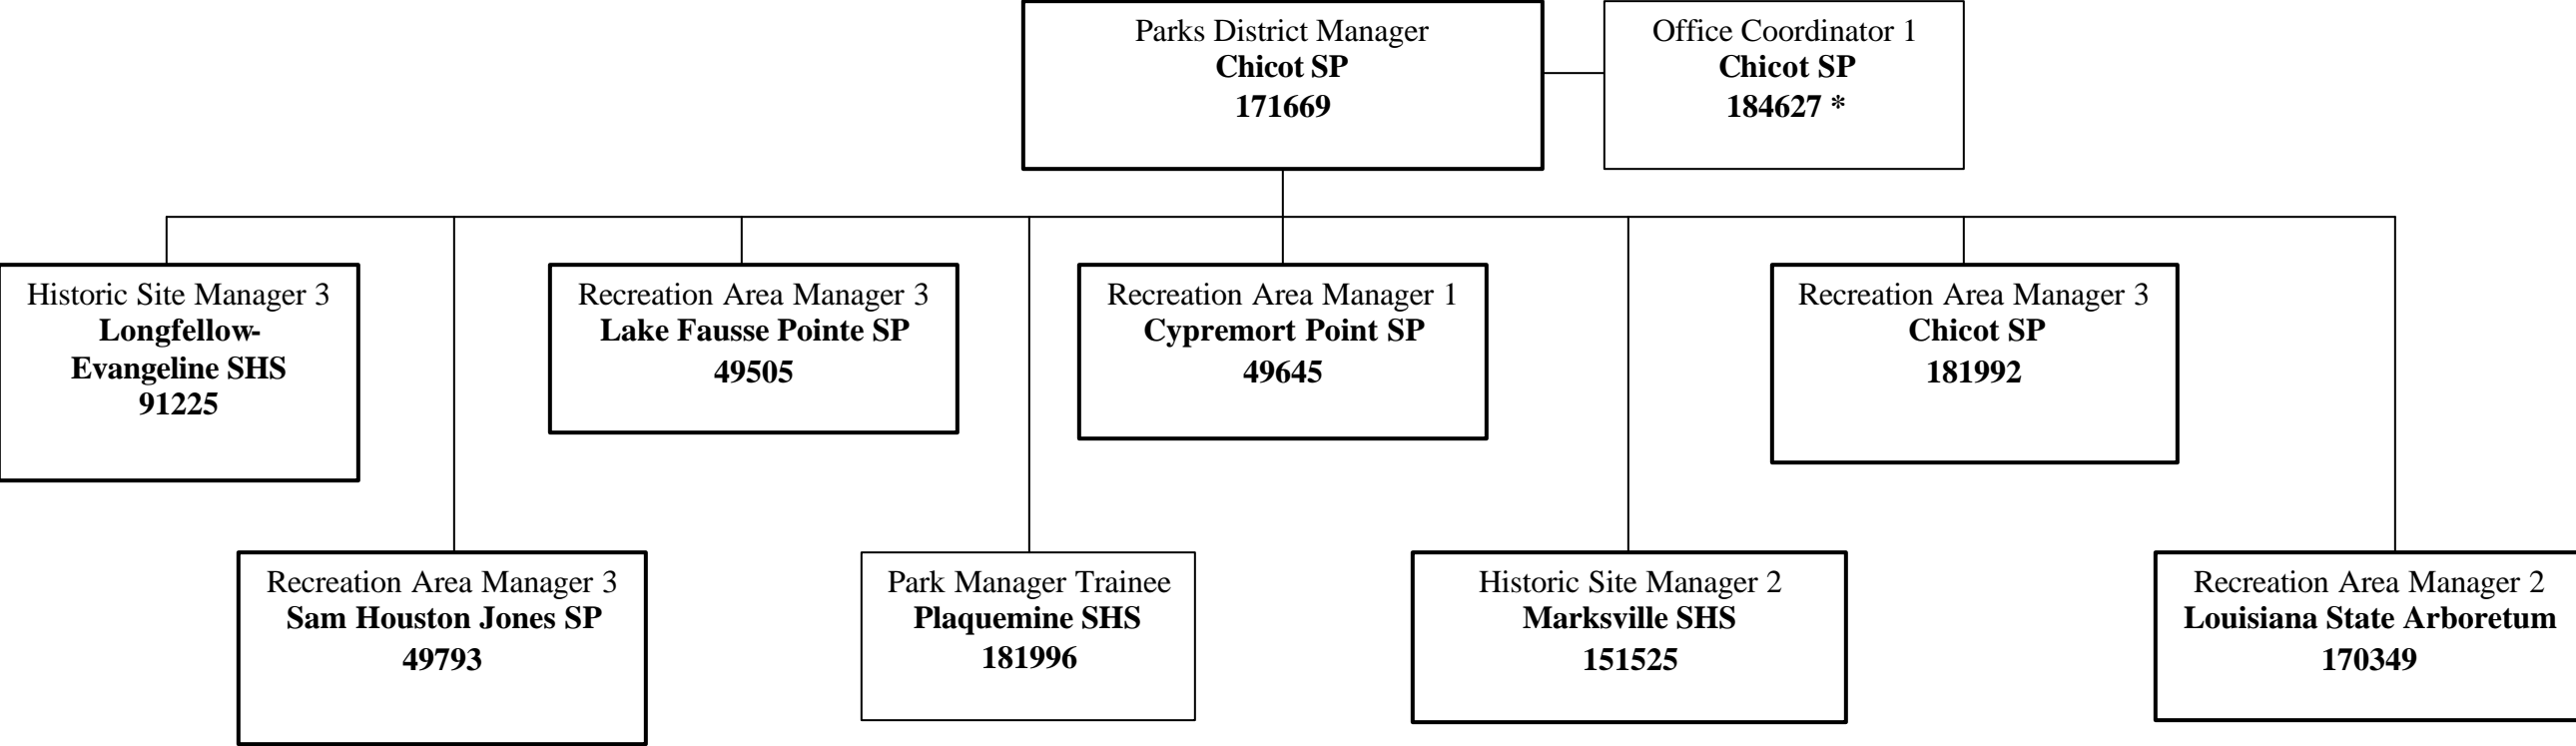 Parks District Manager
Chicot SP
171669
Office Coordinator 1
Chicot SP
184627 *
Historic Site Manager 3
Longfellow-
Evangeline SHS
91225
Recreation Area Manager 3
Lake Fausse Pointe SP
49505
Recreation Area Manager 1
Cypremort Point SP
49645
Recreation Area Manager 3
Chicot SP
181992
Recreation Area Manager 3
Sam Houston Jones SP
49793
Park Manager Trainee
Plaquemine SHS
181996
Historic Site Manager 2
Marksville SHS
151525
Recreation Area Manager 2
Louisiana State Arboretum
170349